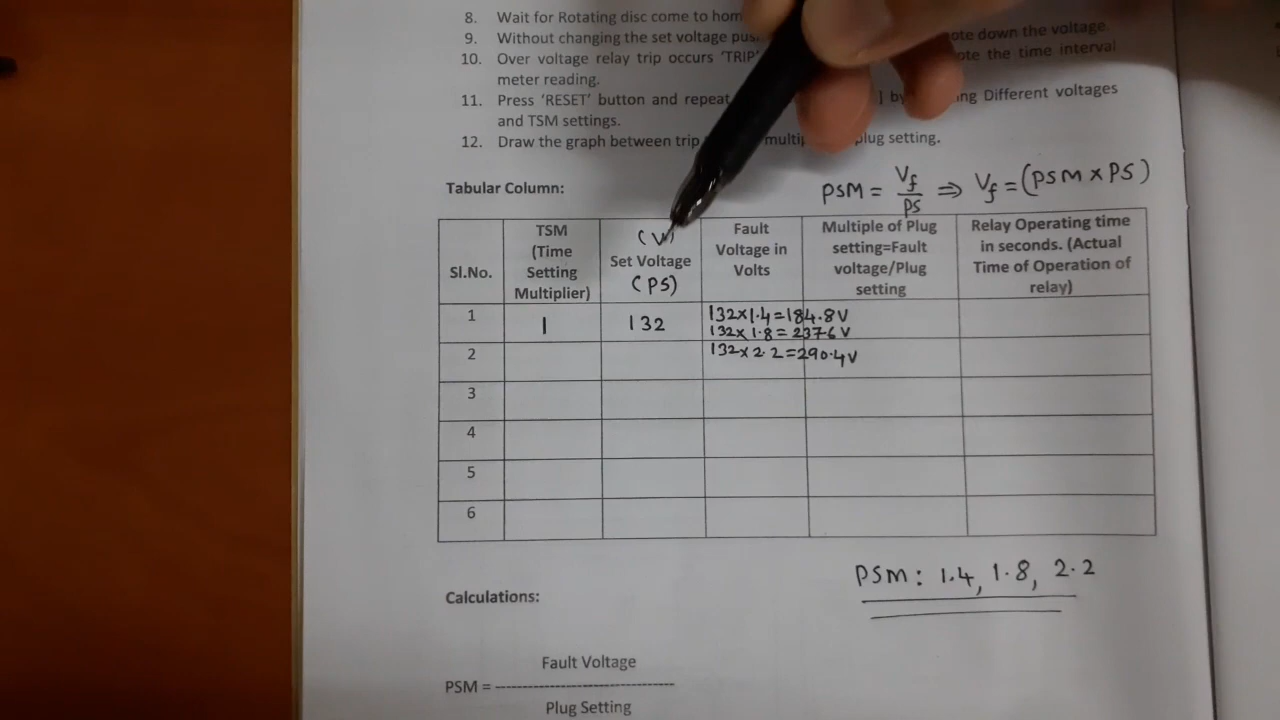 8. Wait for Rotating disc come to hom
9. Without changing the set voltage pus ote down the voltage.
10. Over voltage relay trip occurs 'TRIP' ote the time interval
meter reading.
11. Press 'RESET' button and repeat by ng Different voltages
and TSM settings.
12. Draw the graph between trip multip plug setting.
Tabular Column:
PSM = Vf/PS ⇒ Vf = (PSM × PS)
Sl.No.
TSM
(Time
Setting
Multiplier)
(V)
Set Voltage
(PS)
Fault
Voltage in
Volts
Multiple of Plug
setting=Fault
voltage/Plug
setting
Relay Operating time
in seconds. (Actual
Time of Operation of
relay)
1 1 132 132×1.4=184.8V
132×1.8=237.6V
2 132×2.2=290.4V
3
4
5
6
PSM: 1.4, 1.8, 2.2
Calculations:
Fault Voltage
PSM = --------------------------------
Plug Setting